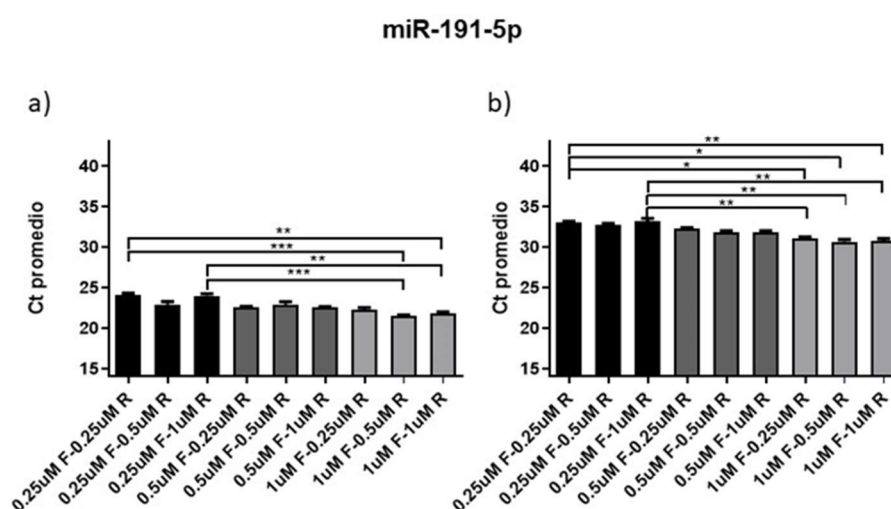 miR-191-5p
a)
Ct promedio
40
35
30
25
20
15
**
***
**
***
0.25uM F-0.25uM R
0.25uM F-0.5uM R
0.25uM F-1uM R
0.5uM F-0.25uM R
0.5uM F-0.5uM R
0.5uM F-1uM R
1uM F-0.25uM R
1uM F-0.5uM R
1uM F-1uM R
b)
Ct promedio
40
35
30
25
20
15
**
*
*
**
**
**
0.25uM F-0.25uM R
0.25uM F-0.5uM R
0.25uM F-1uM R
0.5uM F-0.25uM R
0.5uM F-0.5uM R
0.5uM F-1uM R
1uM F-0.25uM R
1uM F-0.5uM R
1uM F-1uM R